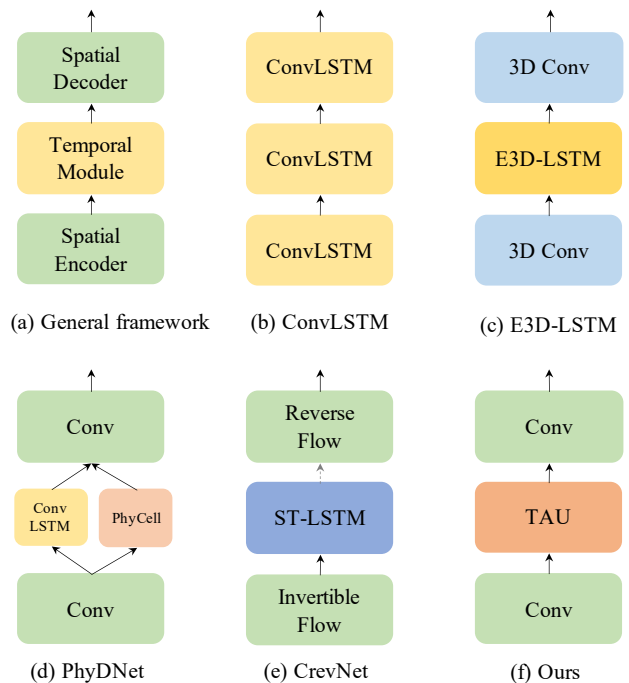 Spatial
Decoder
Temporal
Module
Spatial
Encoder
(a) General framework
ConvLSTM
ConvLSTM
ConvLSTM
(b) ConvLSTM
3D Conv
E3D-LSTM
3D Conv
(c) E3D-LSTM
Conv
Conv
LSTM
PhyCell
Conv
(d) PhyDNet
Reverse
Flow
ST-LSTM
Invertible
Flow
(e) CrevNet
Conv
TAU
Conv
(f) Ours